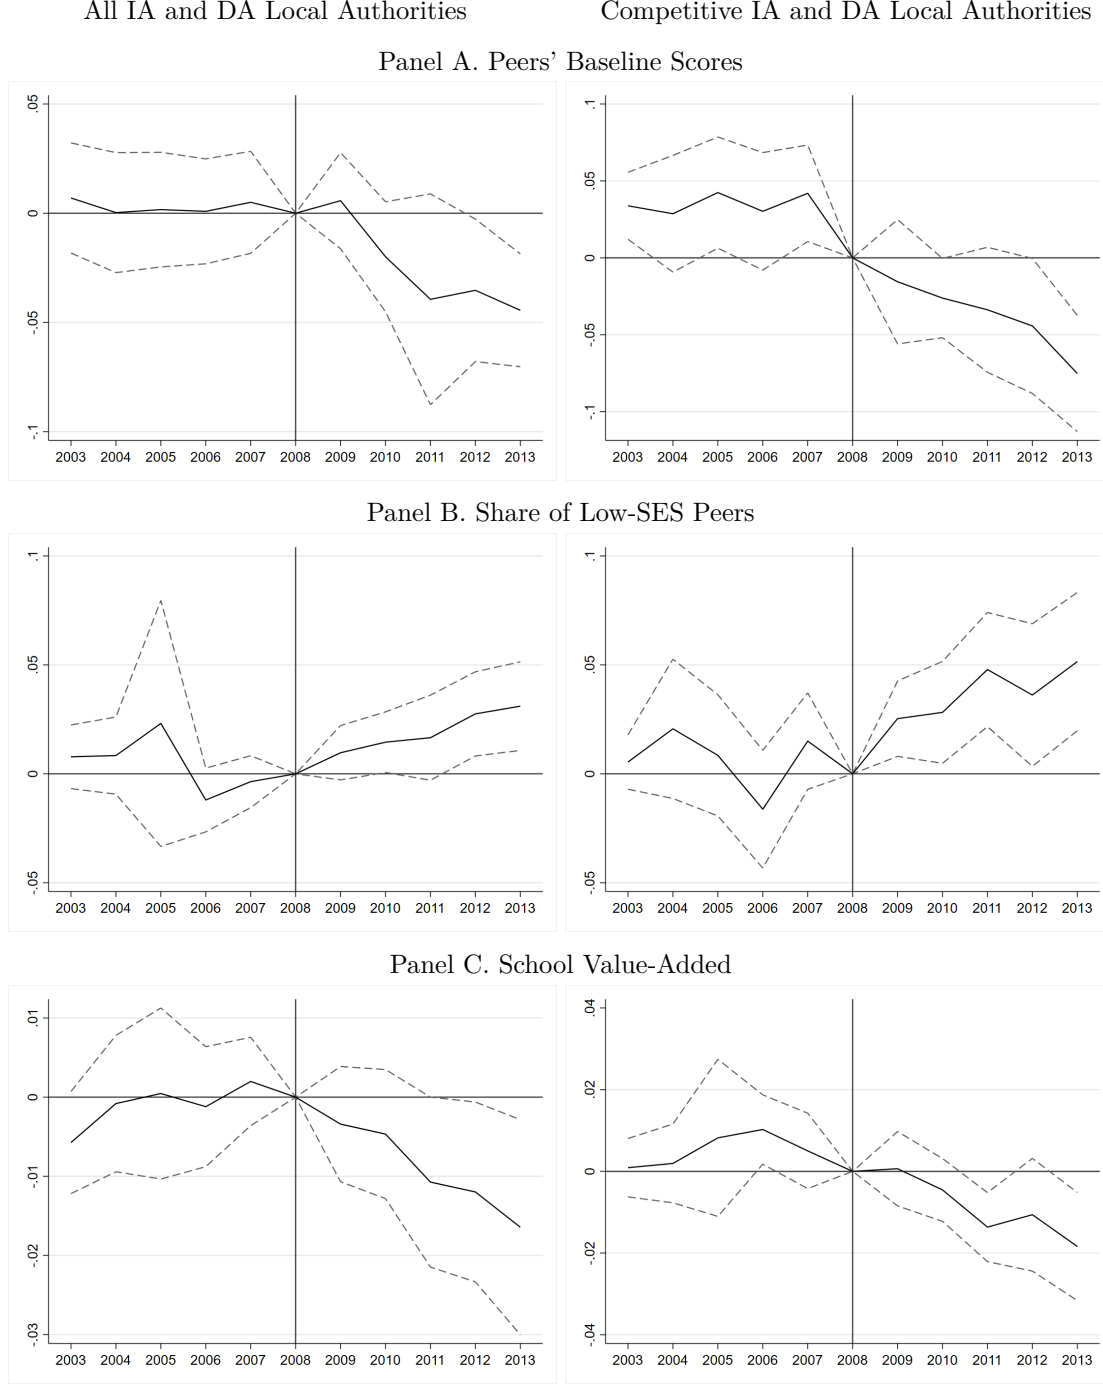 All IA and DA Local Authorities
Competitive IA and DA Local Authorities
Panel A. Peers' Baseline Scores
.05
0
-.05
-.1
2003 2004 2005 2006 2007 2008 2009 2010 2011 2012 2013
.1
.05
0
-.05
-.1
2003 2004 2005 2006 2007 2008 2009 2010 2011 2012 2013
Panel B. Share of Low-SES Peers
.1
.05
0
-.05
2003 2004 2005 2006 2007 2008 2009 2010 2011 2012 2013
.1
.05
0
-.05
2003 2004 2005 2006 2007 2008 2009 2010 2011 2012 2013
Panel C. School Value-Added
.01
0
-.01
-.02
-.03
2003 2004 2005 2006 2007 2008 2009 2010 2011 2012 2013
.04
.02
0
-.02
-.04
2003 2004 2005 2006 2007 2008 2009 2010 2011 2012 2013